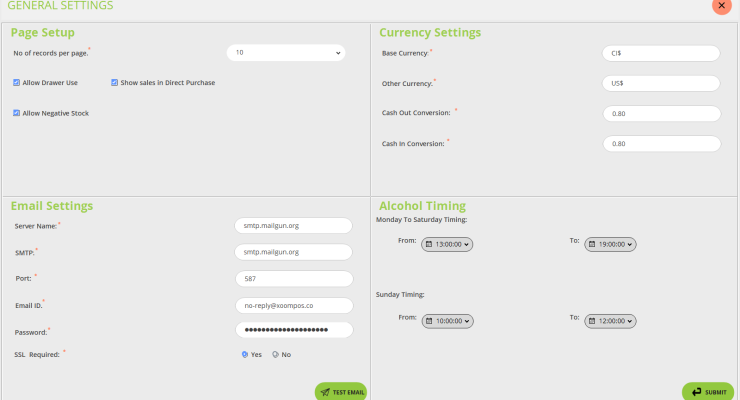 GENERAL SETTINGS
Page Setup
No of records per page.*
10
Allow Drawer Use
Show sales in Direct Purchase
Allow Negative Stock
Currency Settings
Base Currency:*
CI$
Other Currency:*
US$
Cash Out Conversion: *
0.80
Cash In Conversion: *
0.80
Email Settings
Server Name:*
smtp.mailgun.org
SMTP:*
smtp.mailgun.org
Port: *
587
Email ID.*
no-reply@xoompos.co
Password: *
SSL Required: *
Yes
No
TEST EMAIL
Alcohol Timing
Monday To Saturday Timing:
From: 13:00:00
To: 19:00:00
Sunday Timing:
From: 10:00:00
To: 12:00:00
SUBMIT